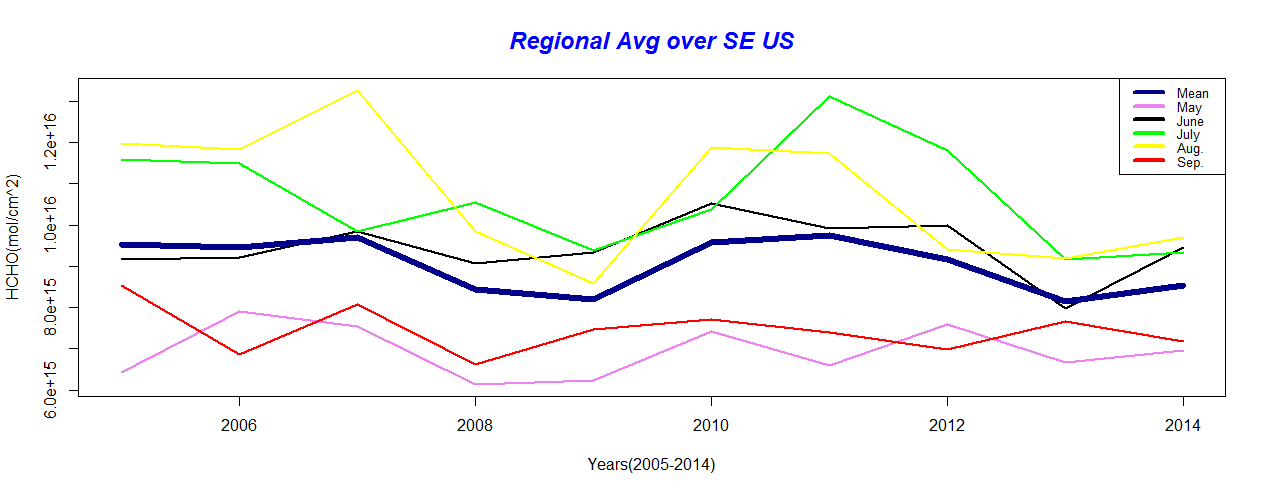 Regional Avg over SE US
Mean
May
June
July
Aug.
Sep.
HCHO(mol/cm^2)
1.2e+16
1.0e+16
8.0e+15
6.0e+15
2006 2008 2010 2012 2014
Years(2005-2014)